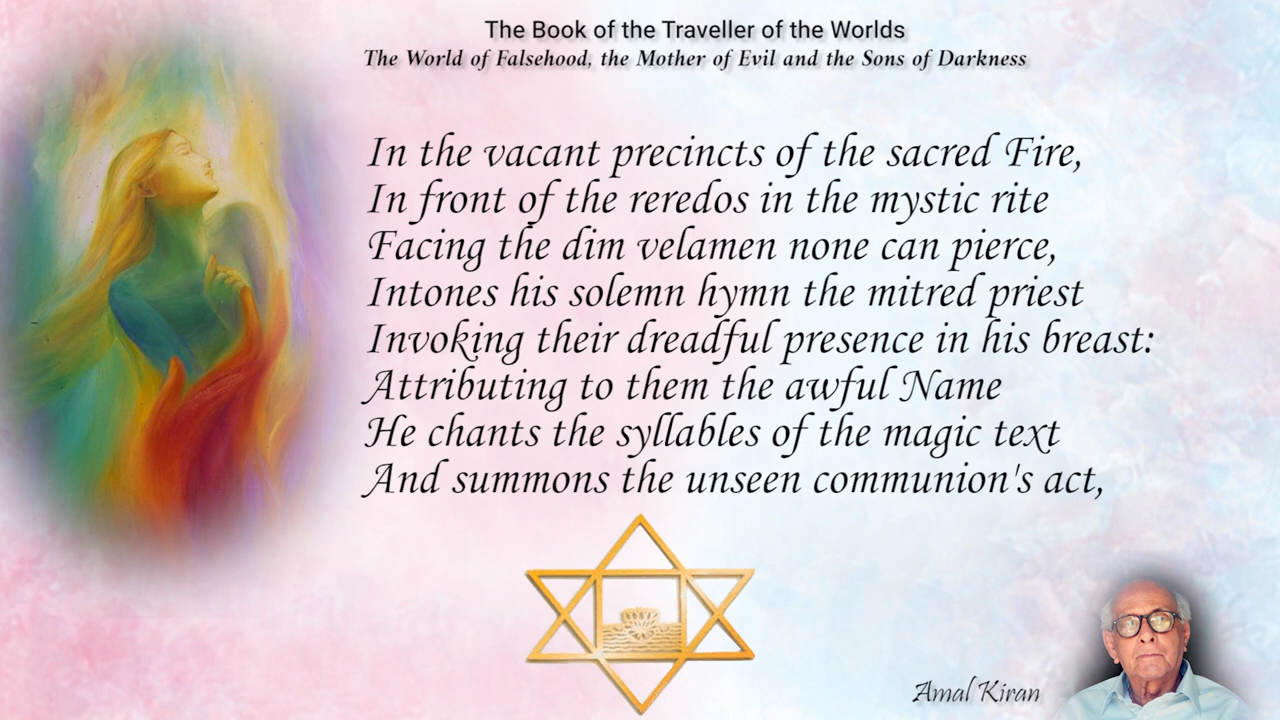 The Book of the Traveller of the Worlds
The World of Falsehood, the Mother of Evil and the Sons of Darkness
In the vacant precincts of the sacred Fire,
In front of the reredos in the mystic rite
Facing the dim velamen none can pierce,
Intones his solemn hymn the mitred priest
Invoking their dreadful presence in his breast:
Attributing to them the awful Name
He chants the syllables of the magic text
And summons the unseen communion's act,
Amal Kiran